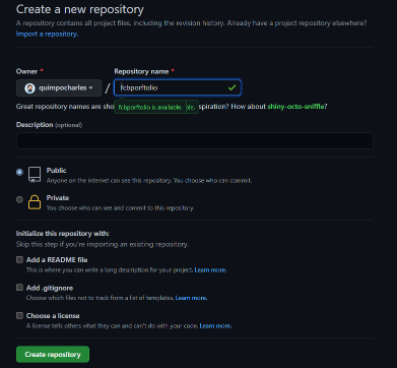 Create a new repository
A repository contains all project files, including the revision history. Already have a project repository elsewhere?
Import a repository.
Owner * Repository name *
quimpocharles / fcbporftolio
Great repository names are sho fcbporftolio is available ble. spiration? How about shiny-octo-sniffle?
Description (optional)
Public
Anyone on the internet can see this repository. You choose who can commit.
Private
You choose who can see and commit to this repository.
Initialize this repository with:
Skip this step if you're importing an existing repository.
Add a README file
This is where you can write a long description for your project. Learn more.
Add .gitignore
Choose which files not to track from a list of templates. Learn more.
Choose a license
A license tells others what they can and can't do with your code. Learn more.
Create repository